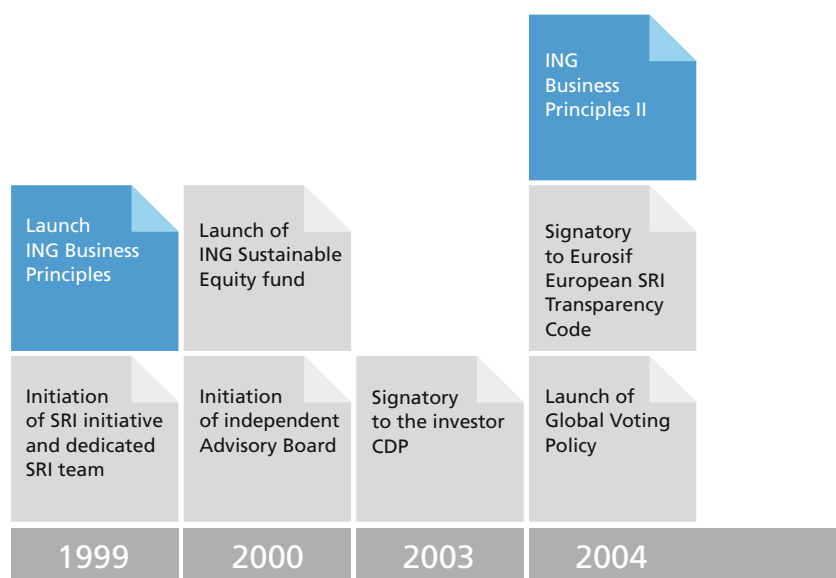 ING
Business
Principles II
Launch
ING Business
Principles
Launch of
ING Sustainable
Equity fund
Signatory
to Eurosif
European SRI
Transparency
Code
Initiation
of SRI initiative
and dedicated
SRI team
Initiation
of independent
Advisory Board
Signatory
to the investor
CDP
Launch of
Global Voting
Policy
1999
2000
2003
2004